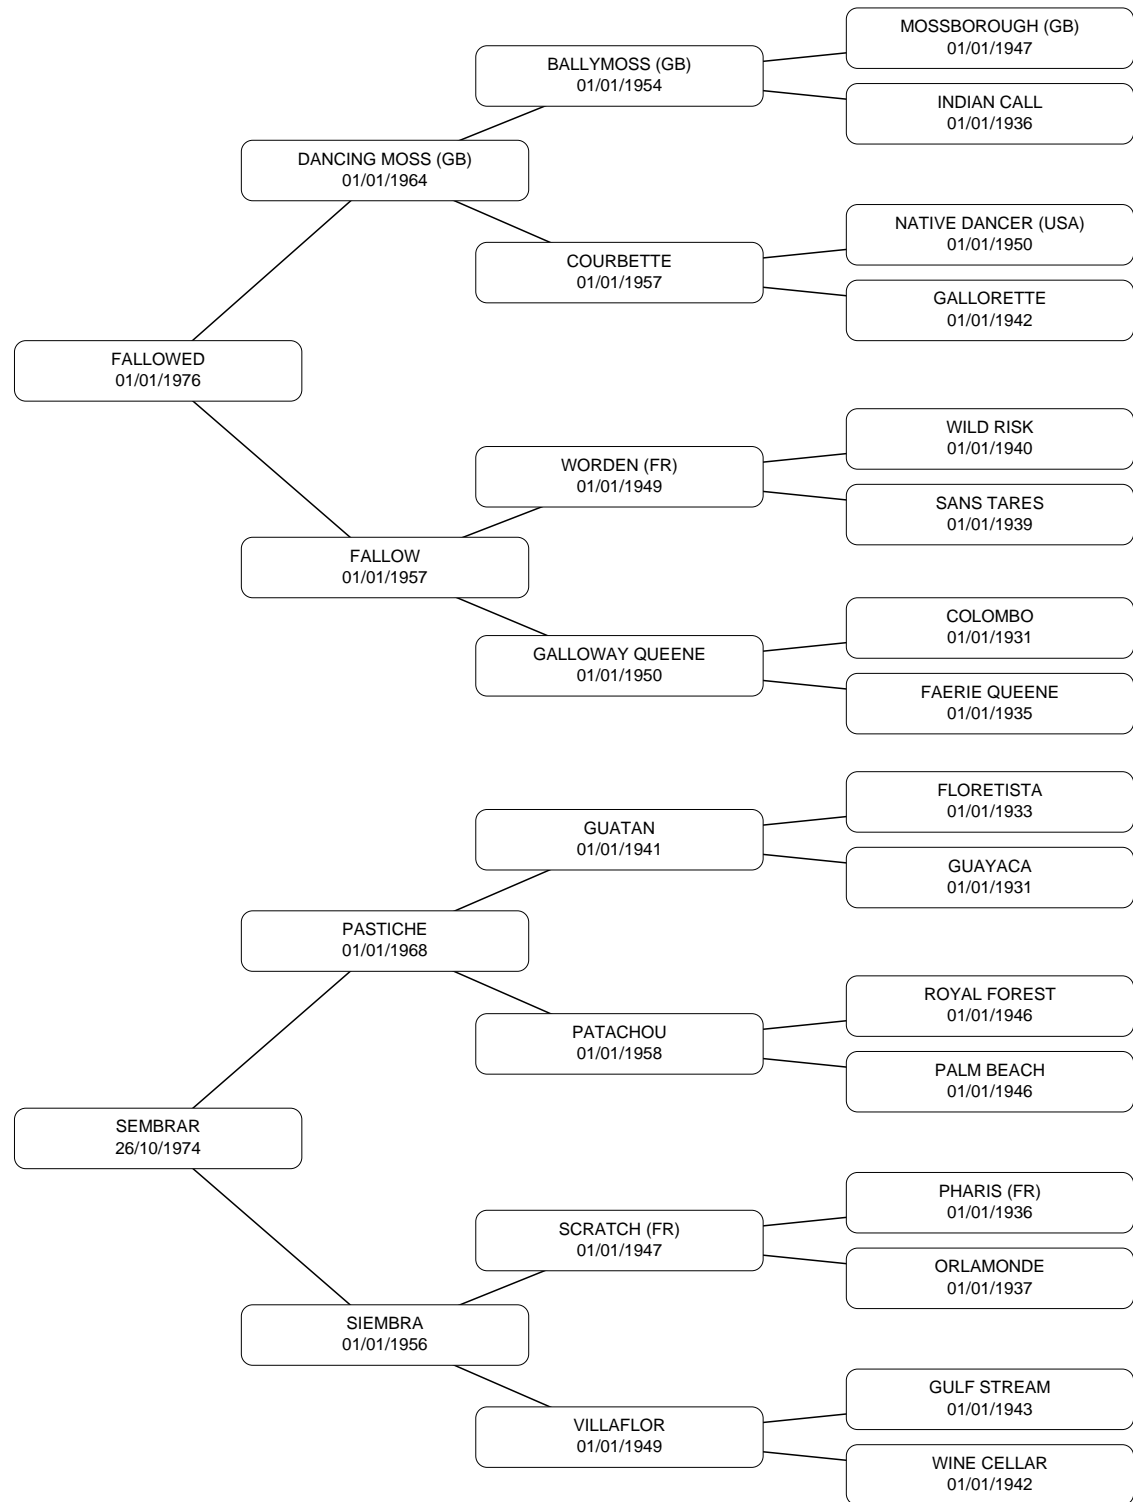 MOSSBOROUGH (GB)
01/01/1947
BALLYMOSS (GB)
01/01/1954
INDIAN CALL
01/01/1936
DANCING MOSS (GB)
01/01/1964
NATIVE DANCER (USA)
01/01/1950
COURBETTE
01/01/1957
GALLORETTE
01/01/1942
FALLOWED
01/01/1976
WILD RISK
01/01/1940
WORDEN (FR)
01/01/1949
SANS TARES
01/01/1939
FALLOW
01/01/1957
COLOMBO
01/01/1931
GALLOWAY QUEENE
01/01/1950
FAERIE QUEENE
01/01/1935
FLORETISTA
01/01/1933
GUATAN
01/01/1941
GUAYACA
01/01/1931
PASTICHE
01/01/1968
ROYAL FOREST
01/01/1946
PATACHOU
01/01/1958
PALM BEACH
01/01/1946
SEMBRAR
26/10/1974
PHARIS (FR)
01/01/1936
SCRATCH (FR)
01/01/1947
ORLAMONDE
01/01/1937
SIEMBRA
01/01/1956
GULF STREAM
01/01/1943
VILLAFLOR
01/01/1949
WINE CELLAR
01/01/1942